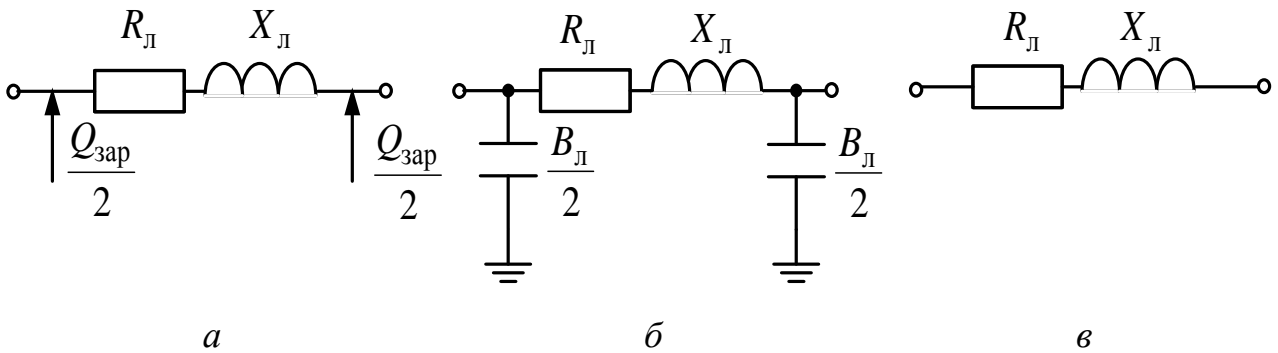 Rл Xл
Qзар/2 Qзар/2
а
Rл Xл
Bл/2 Bл/2
б
Rл Xл
в